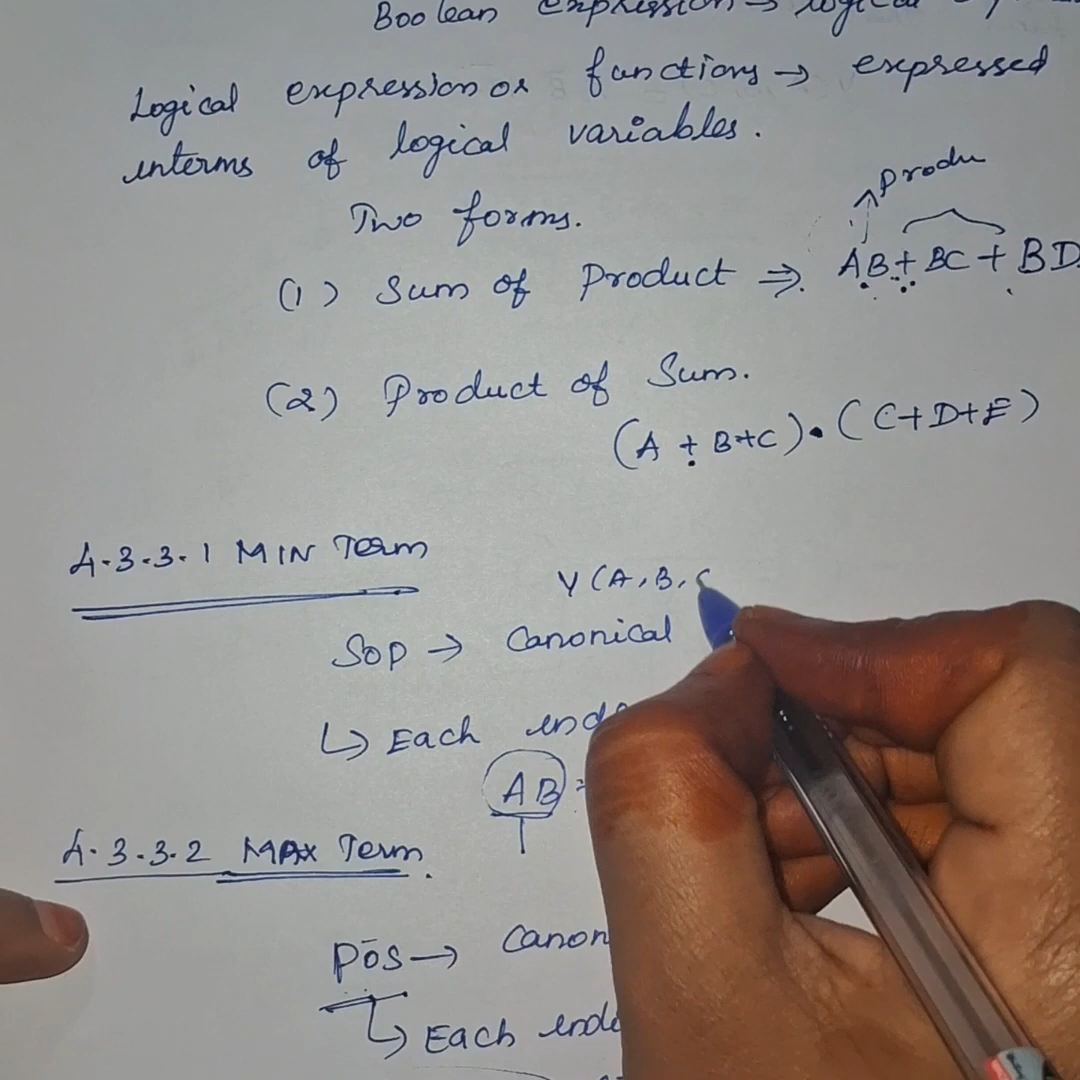 Boolean expression → logical
Logical expression or functions → expressed
interms of logical variables.
Two forms.
produ
(1) Sum of Product ⇒ AB + BC + BD
(2) Product of Sum.
(A + B+C) • (C+D+E)
4.3.3.1 MIN Term
Y (A, B, C
SOP → Canonical
↳ Each
AB =
4.3.3.2 MAX Term.
POS → Canon
↳ Each